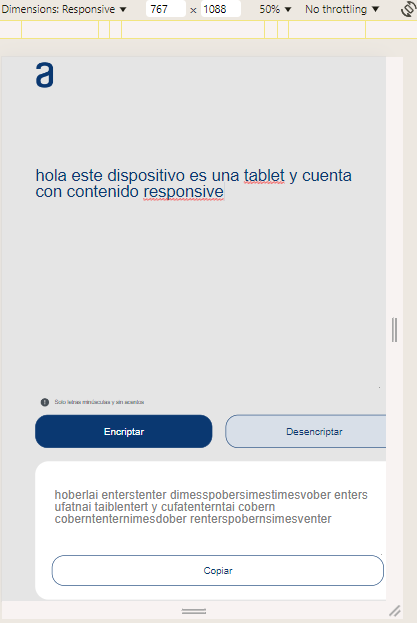 Dimensions: Responsive ▼ 767 x 1088 50% ▼ No throttling ▼
a
hola este dispositivo es una tablet y cuenta
con contenido responsive
Solo letras minúsculas y sin acentos
Encriptar Desencriptar
hoberlai enterstenter dimesspobersimestimesvober enters
ufatnai taiblentert y cufatenterntai cobern
coberntenternimesdober renterspobernsimesventer
Copiar